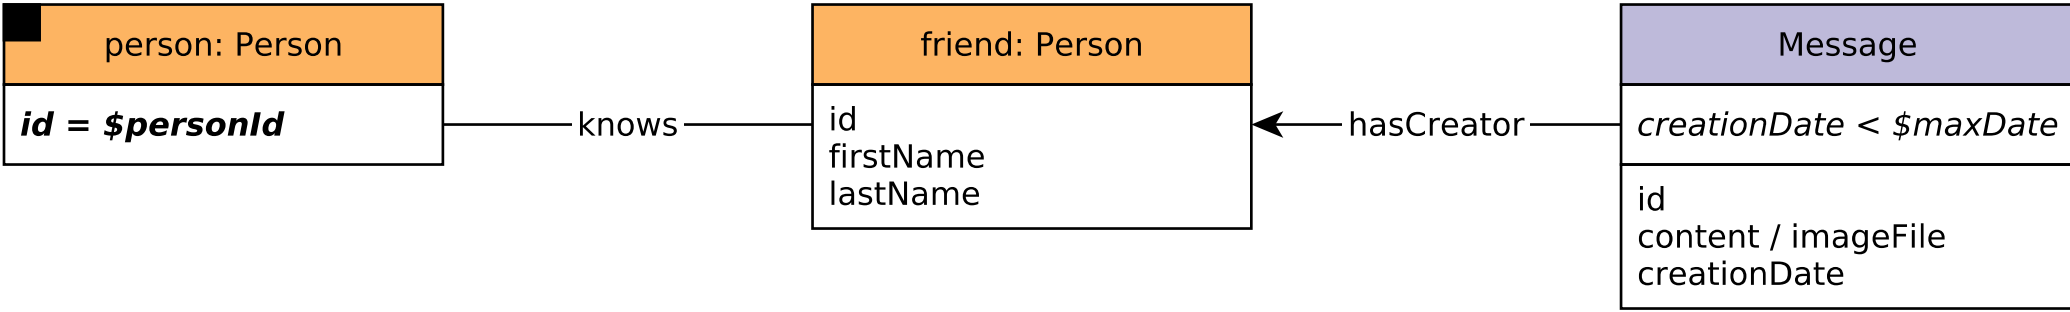 person: Person
id = $personId
knows
friend: Person
id
firstName
lastName
hasCreator
Message
creationDate < $maxDate
id
content / imageFile
creationDate